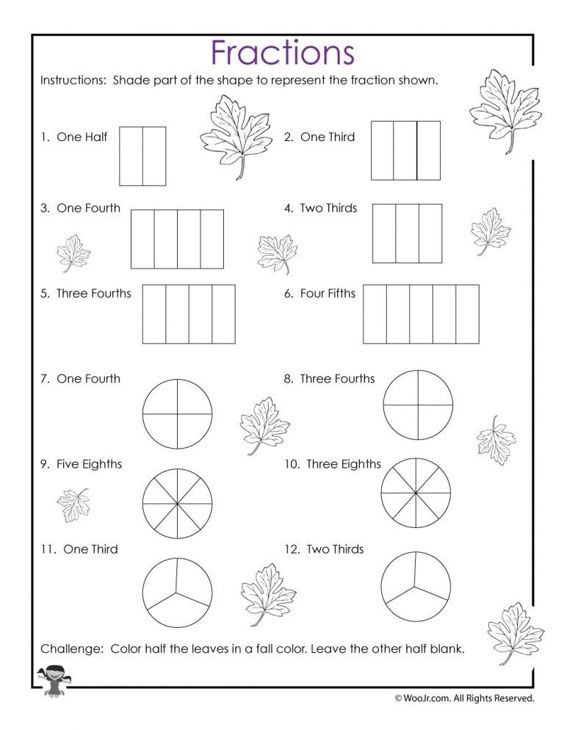 Fractions
Instructions:  Shade part of the shape to represent the fraction shown.
1.  One Half
2.  One Third
3.  One Fourth
4.  Two Thirds
5.  Three Fourths
6.  Four Fifths
7.  One Fourth
8.  Three Fourths
9.  Five Eighths
10.  Three Eighths
11.  One Third
12.  Two Thirds
Challenge:  Color half the leaves in a fall color. Leave the other half blank.
© WooJr.com. All Rights Reserved.